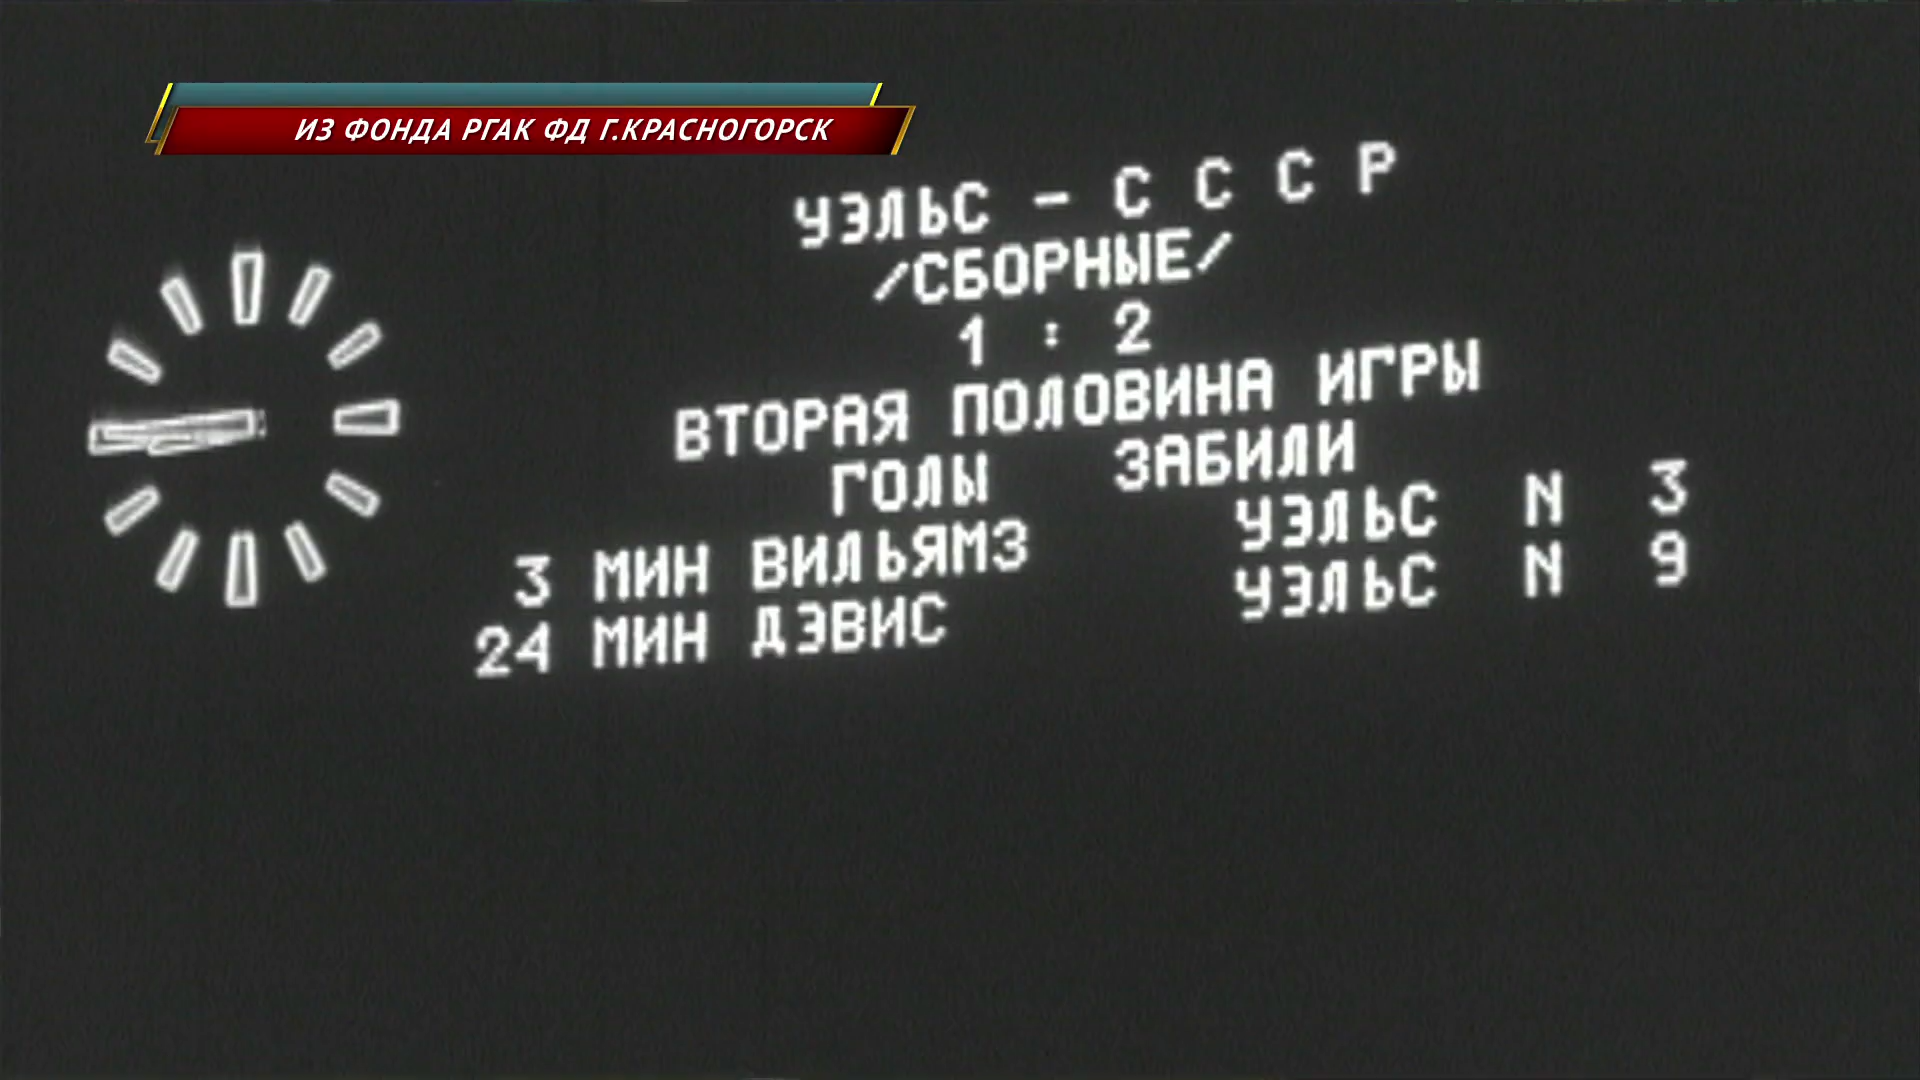 ИЗ ФОНДА РГАК ФД Г.КРАСНОГОРСК
УЭЛЬС - С С С Р
/СБОРНЫЕ/
1 : 2
ВТОРАЯ ПОЛОВИНА ИГРЫ
ГОЛЫ ЗАБИЛИ
3 МИН ВИЛЬЯМЗ УЭЛЬС N 3
24 МИН ДЭВИС УЭЛЬС N 9